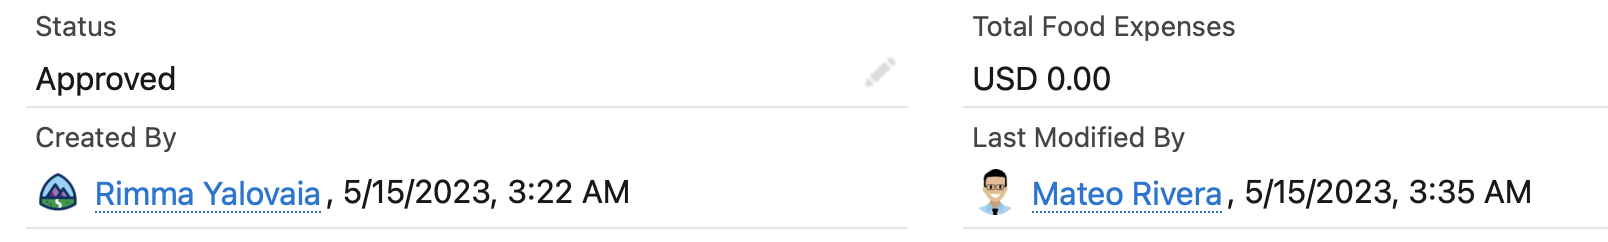 Status
Approved
Total Food Expenses
USD 0.00
Created By
Rimma Yalovaia, 5/15/2023, 3:22 AM
Last Modified By
Mateo Rivera, 5/15/2023, 3:35 AM